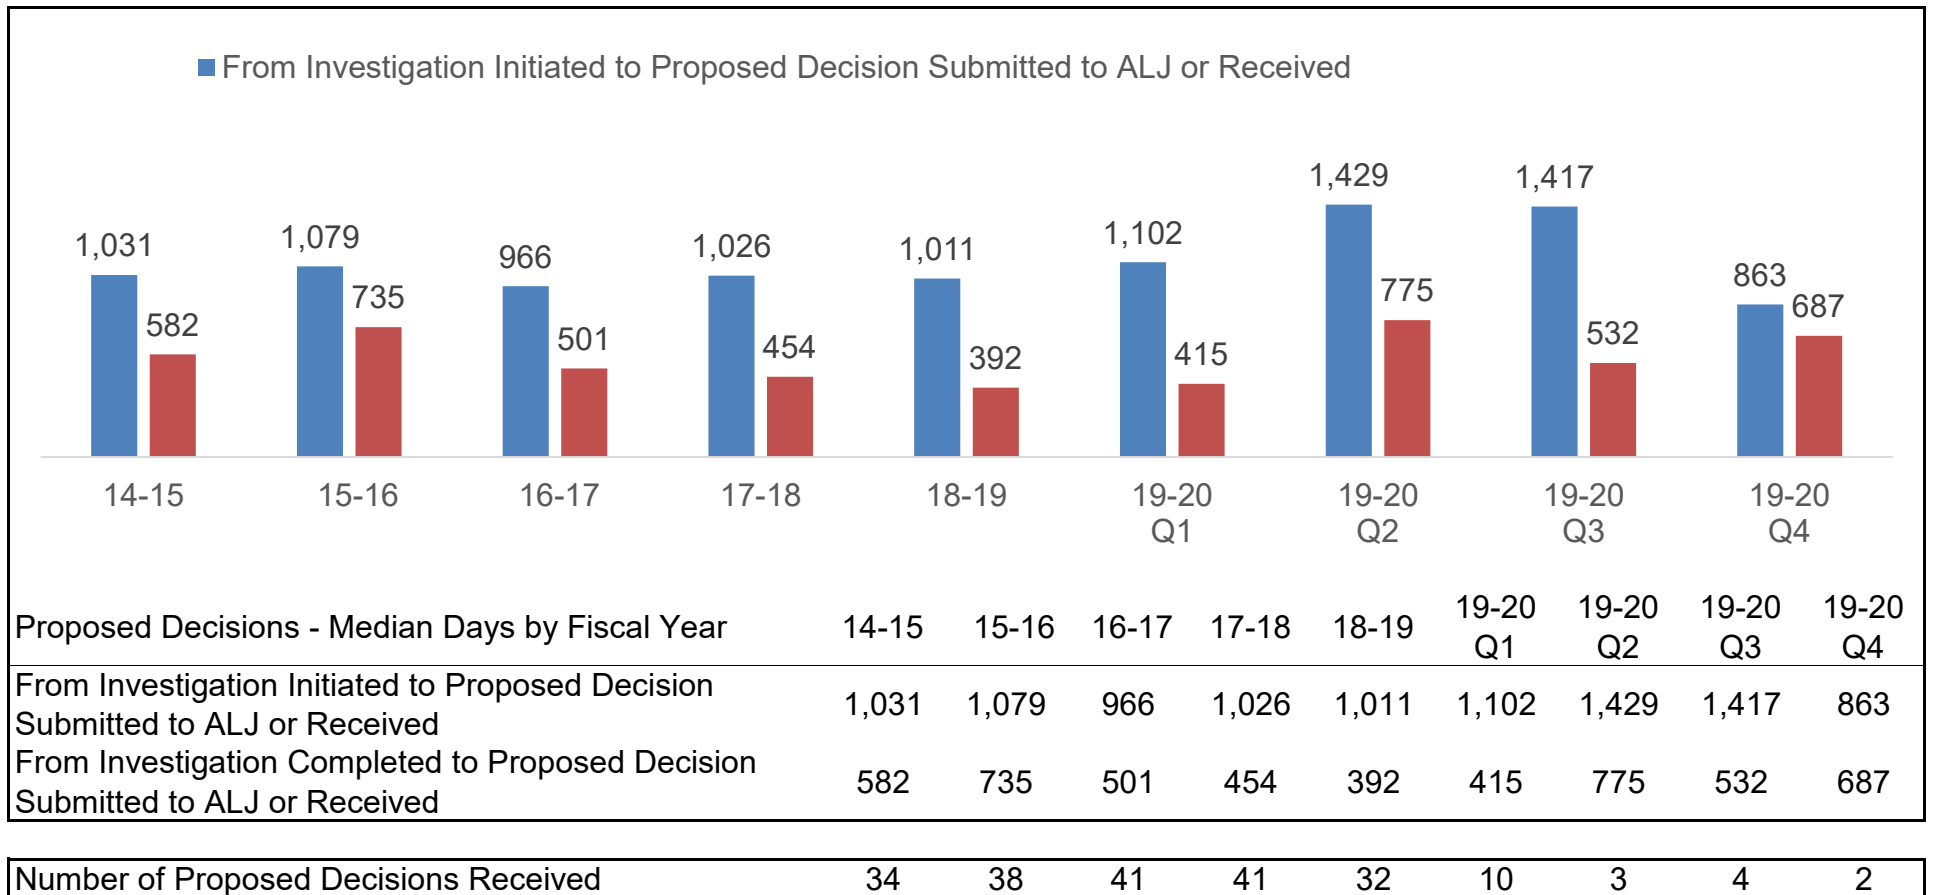 From Investigation Initiated to Proposed Decision Submitted to ALJ or Received
1,031 582 1,079 735 966 501 1,026 454 1,011 392 1,102 415 1,429 775 1,417 532 863 687
14-15 15-16 16-17 17-18 18-19 19-20 19-20 19-20 19-20
Q1 Q2 Q3 Q4
Proposed Decisions - Median Days by Fiscal Year 14-15 15-16 16-17 17-18 18-19 19-20 Q1 19-20 Q2 19-20 Q3 19-20 Q4
From Investigation Initiated to Proposed Decision
Submitted to ALJ or Received 1,031 1,079 966 1,026 1,011 1,102 1,429 1,417 863
From Investigation Completed to Proposed Decision
Submitted to ALJ or Received 582 735 501 454 392 415 775 532 687
Number of Proposed Decisions Received 34 38 41 41 32 10 3 4 2